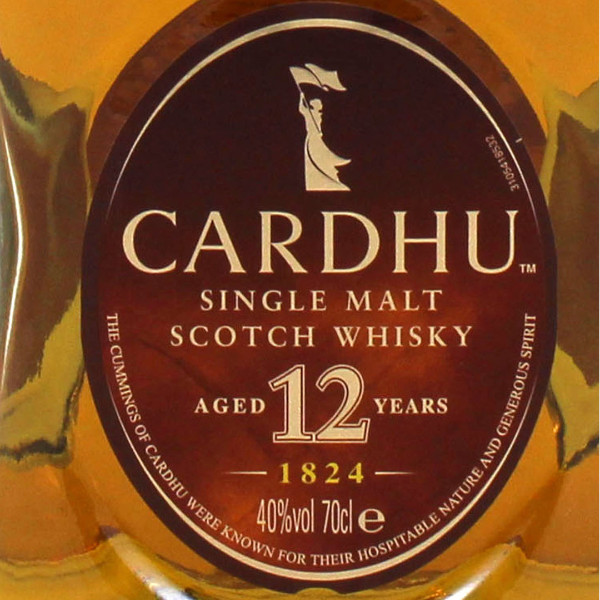 3105418532
CARDHU™
SINGLE MALT
SCOTCH WHISKY
AGED 12 YEARS
1824
40%vol 70cl e
THE CUMMINGS OF CARDHU WERE KNOWN FOR THEIR HOSPITABLE NATURE AND GENEROUS SPIRIT